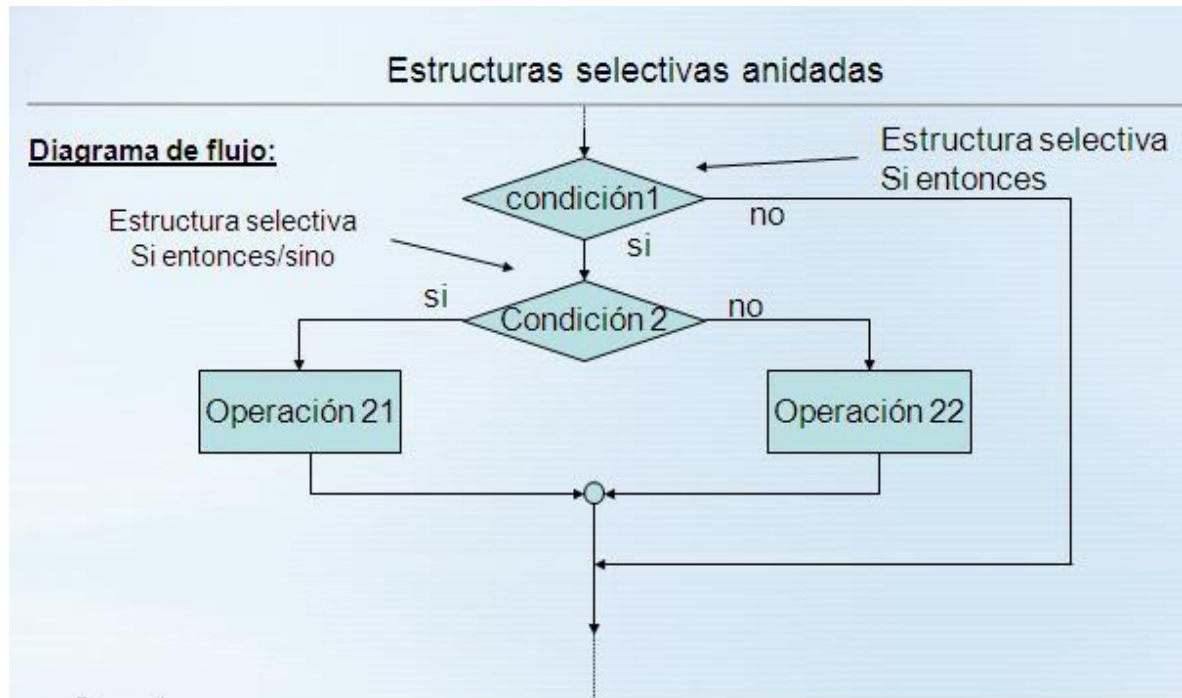 Estructuras selectivas anidadas
Diagrama de flujo:
Estructura selectiva
Si entonces
condición1
no
Estructura selectiva
Si entonces/sino
si
si
Condición 2
no
Operación 21
Operación 22